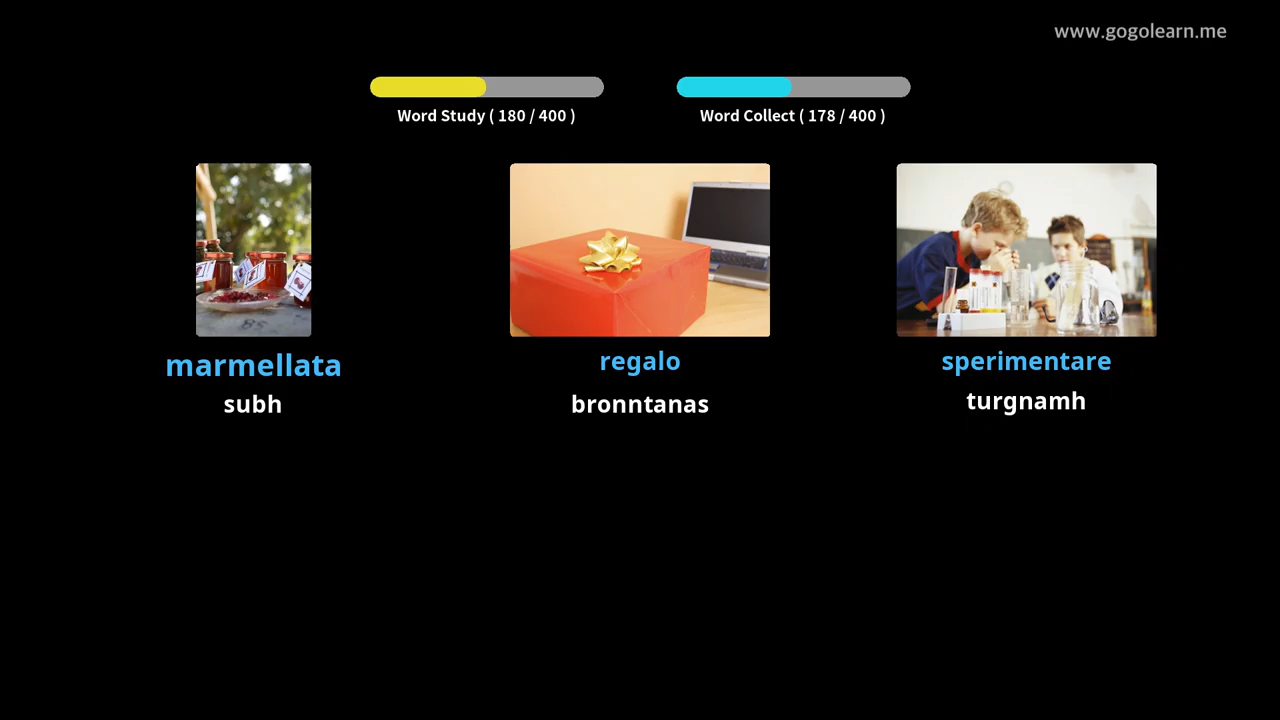 www.gogolearn.me
Word Study ( 180 / 400 )
Word Collect ( 178 / 400 )
marmellata
subh
regalo
bronntanas
sperimentare
turgnamh